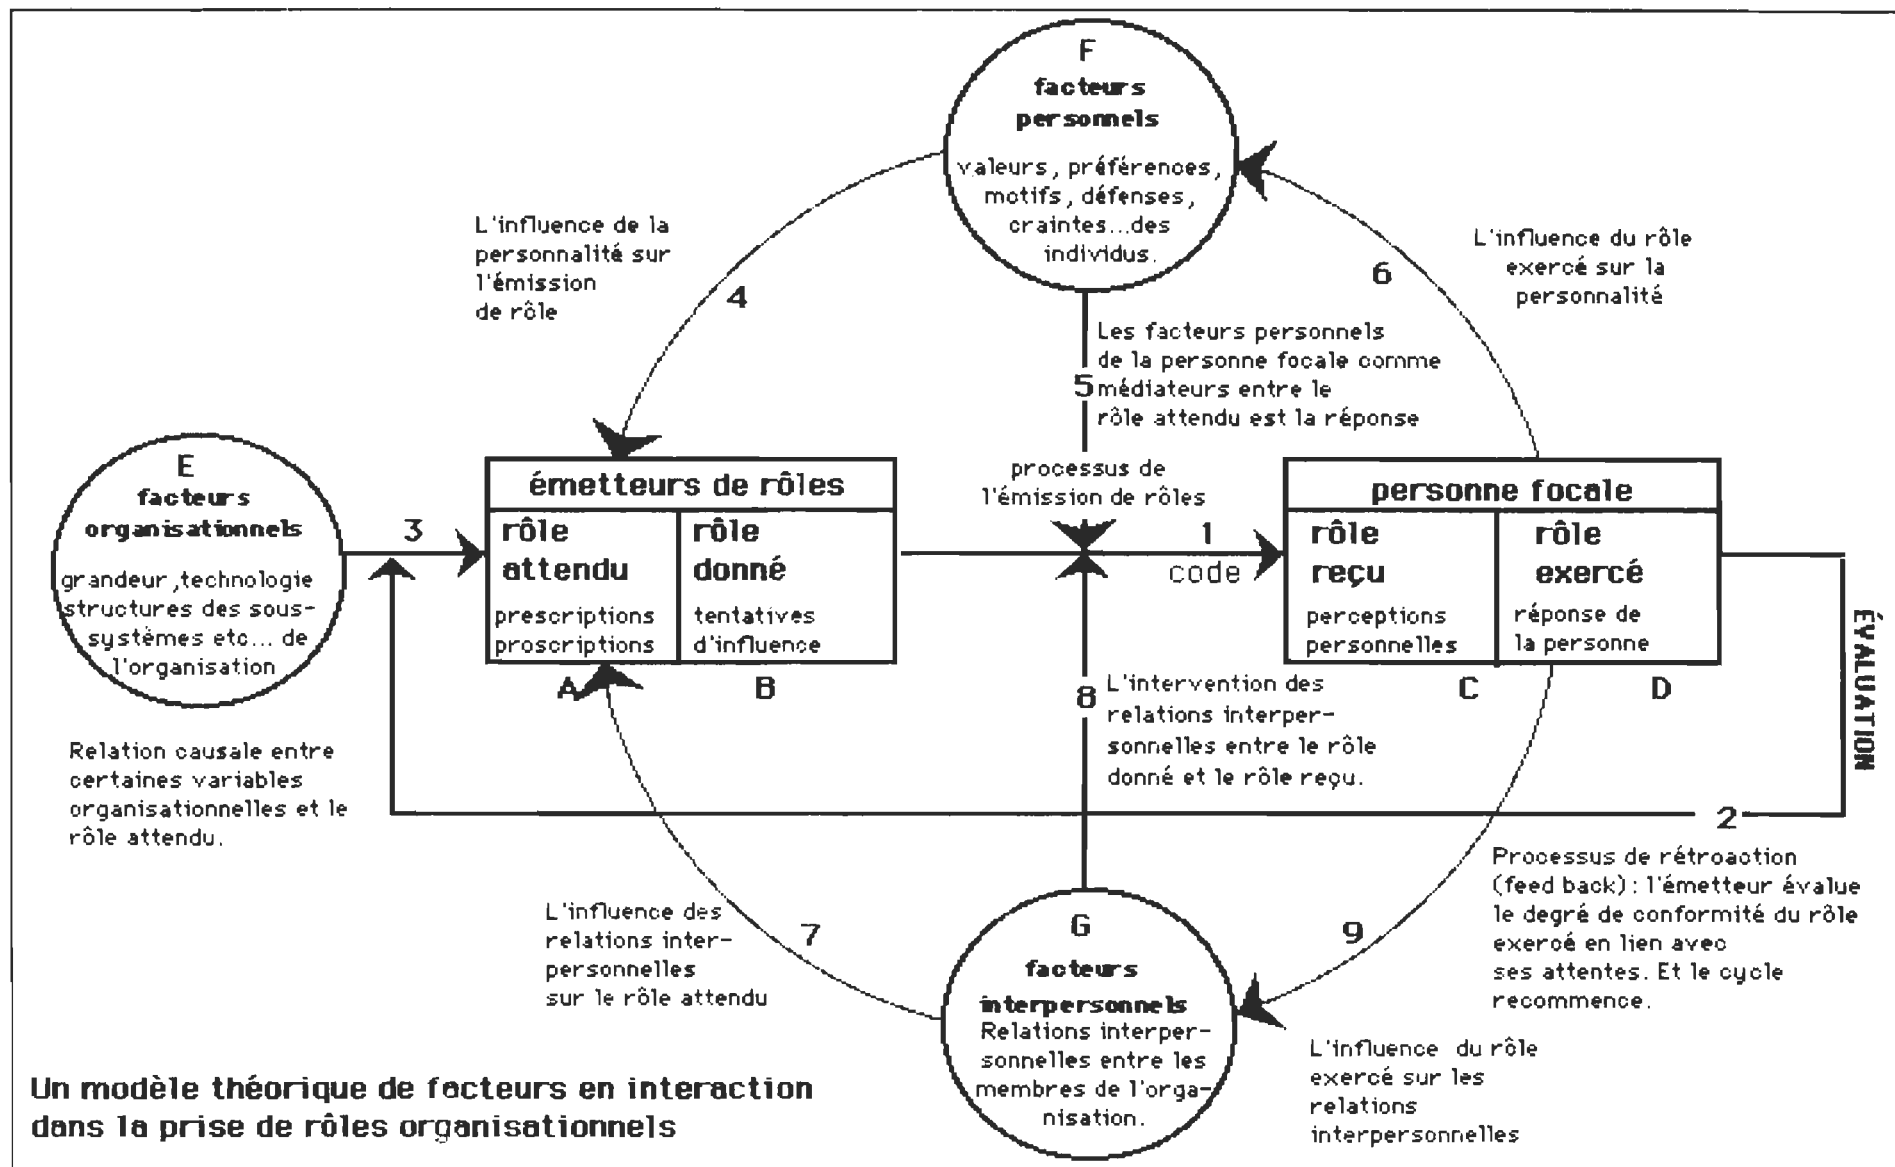 F
facteurs
personnels
valeurs, préférences,
motifs, défenses,
craintes...des
individus.
L'influence de la
personnalité sur
l'émission
de rôle
4
6
L'influence du rôle
exercé sur la
personnalité
Les facteurs personnels
de la personne focale comme
5 médiateurs entre le
rôle attendu est la réponse
E
facteurs
organisationnels
grandeur, technologie
structures des sous-
systèmes etc... de
l'organisation
3
émetteurs de rôles
rôle
attendu
prescriptions
proscriptions
A
rôle
donné
tentatives
d'influence
B
processus de
l'émission de rôles
1
code
personne focale
rôle
reçu
perceptions
personnelles
C
rôle
exercé
réponse de
la personne
D
ÉVALUATION
Relation causale entre
certaines variables
organisationnelles et le
rôle attendu.
8
L'intervention des
relations interper-
sonnelles entre le rôle
donné et le rôle reçu.
2
Processus de rétroaction
(feed back) : l'émetteur évalue
le degré de conformité du rôle
exercé en lien avec
ses attentes. Et le cycle
recommence.
L'influence des
relations inter-
personnelles
sur le rôle attendu
7
9
G
facteurs
interpersonnels
Relations interper-
sonnelles entre les
membres de l'orga-
nisation.
L'influence du rôle
exercé sur les
relations
interpersonnelles
Un modèle théorique de facteurs en interaction
dans la prise de rôles organisationnels